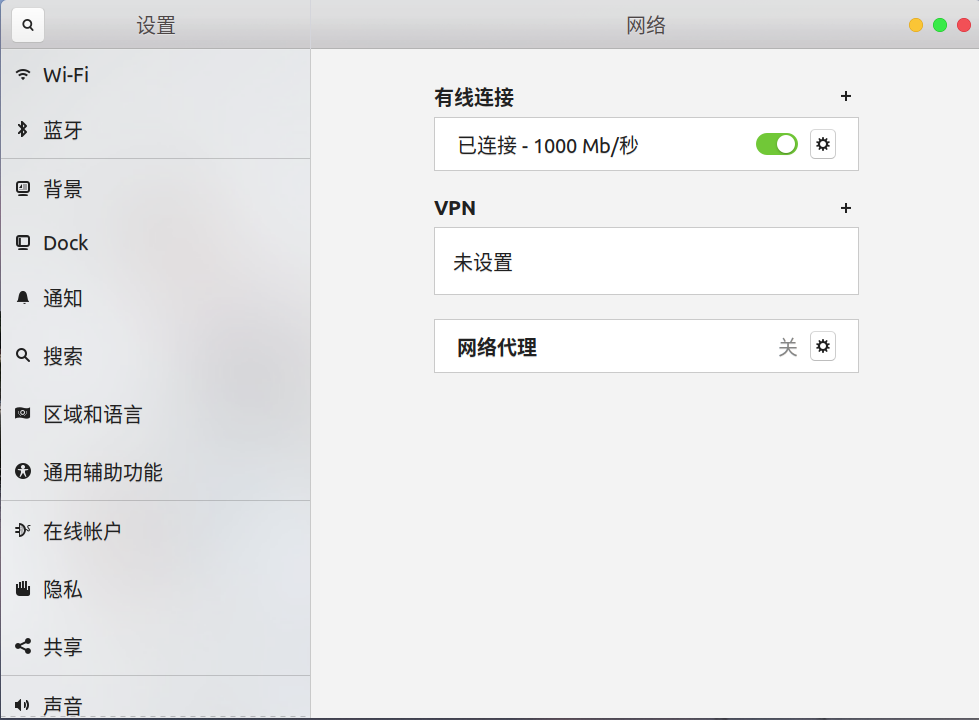 设置
网络
Wi-Fi
蓝牙
背景
Dock
通知
搜索
区域和语言
通用辅助功能
在线帐户
隐私
共享
声音
有线连接
已连接 - 1000 Mb/秒
VPN
未设置
网络代理
关